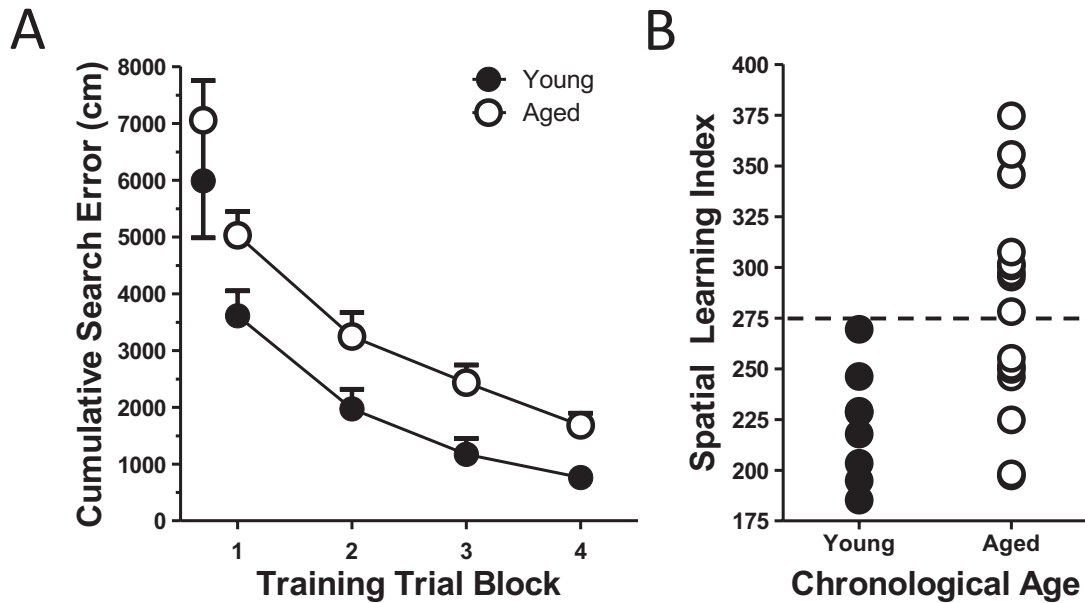 A
Cumulative Search Error (cm)
8000
7000
6000
5000
4000
3000
2000
1000
0
1 2 3 4
Training Trial Block
Young
Aged
B
Spatial Learning Index
400
375
350
325
300
275
250
225
200
175
Young Aged
Chronological Age